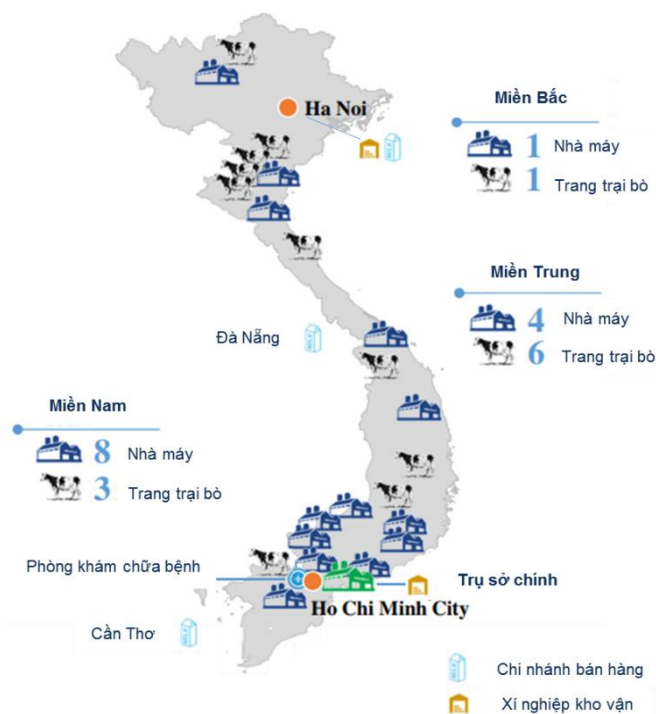 Ha Noi
Miền Bắc
1 Nhà máy
1 Trang trại bò
Miền Trung
4 Nhà máy
6 Trang trại bò
Đà Nẵng
MILK
Miền Nam
8 Nhà máy
3 Trang trại bò
Phòng khám chữa bệnh
Trụ sở chính
Ho Chi Minh City
Cần Thơ
MILK
Chi nhánh bán hàng
Xí nghiệp kho vận